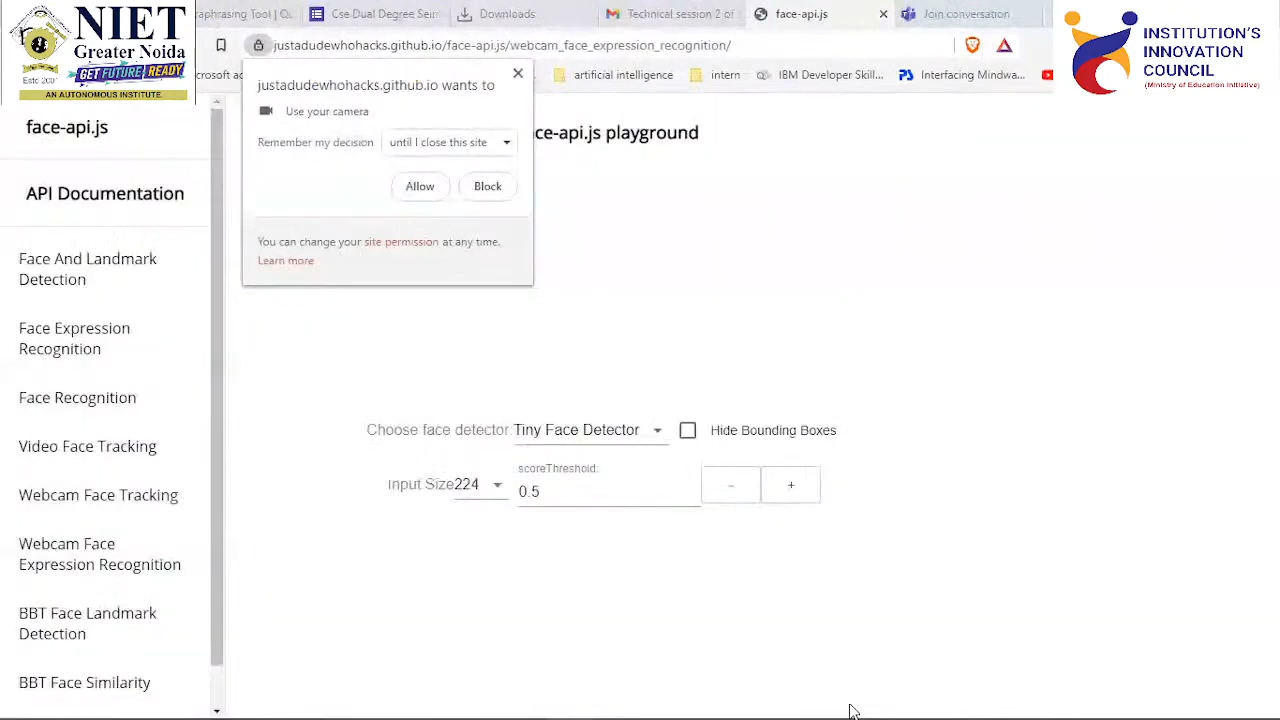 NIET
Greater Noida
GET FUTURE READY
AN AUTONOMOUS INSTITUTE.
araphrasing Tool | Qu
Cse-Dual Degree Sem
Downloads
Technical session 2 of
face-api.js
Join conversation
justadudewhohacks.github.io/face-api.js/webcam_face_expression_recognition/
artificial intelligence
intern
IBM Developer Skill...
Interfacing Mindwa...
INSTITUTION'S
INNOVATION
COUNCIL
(Ministry of Education Initiative)
justadudewhohacks.github.io wants to
Use your camera
Remember my decision
until I close this site
Allow
Block
You can change your site permission at any time.
Learn more
ce-api.js playground
face-api.js
API Documentation
Face And Landmark
Detection
Face Expression
Recognition
Face Recognition
Video Face Tracking
Webcam Face Tracking
Webcam Face
Expression Recognition
BBT Face Landmark
Detection
BBT Face Similarity
Choose face detector:
Tiny Face Detector
Hide Bounding Boxes
Input Size
224
scoreThreshold:
0.5
-
+